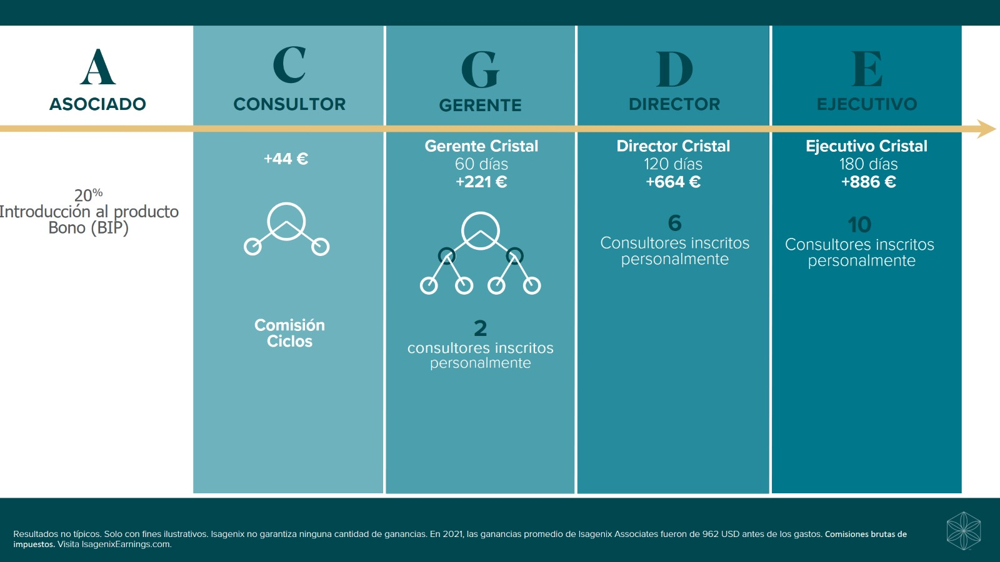 A
ASOCIADO
20%
Introducción al producto
Bono (BIP)
C
CONSULTOR
+44 €
Comisión
Ciclos
G
GERENTE
Gerente Cristal
60 días
+221 €
2
consultores inscritos
personalmente
D
DIRECTOR
Director Cristal
120 días
+664 €
6
Consultores inscritos
personalmente
E
EJECUTIVO
Ejecutivo Cristal
180 días
+886 €
10
Consultores inscritos
personalmente
Resultados no típicos. Solo con fines ilustrativos. Isagenix no garantiza ninguna cantidad de ganancias. En 2021, las ganancias promedio de Isagenix Associates fueron de 962 USD antes de los gastos. Comisiones brutas de
impuestos. Visita IsagenixEarnings.com.